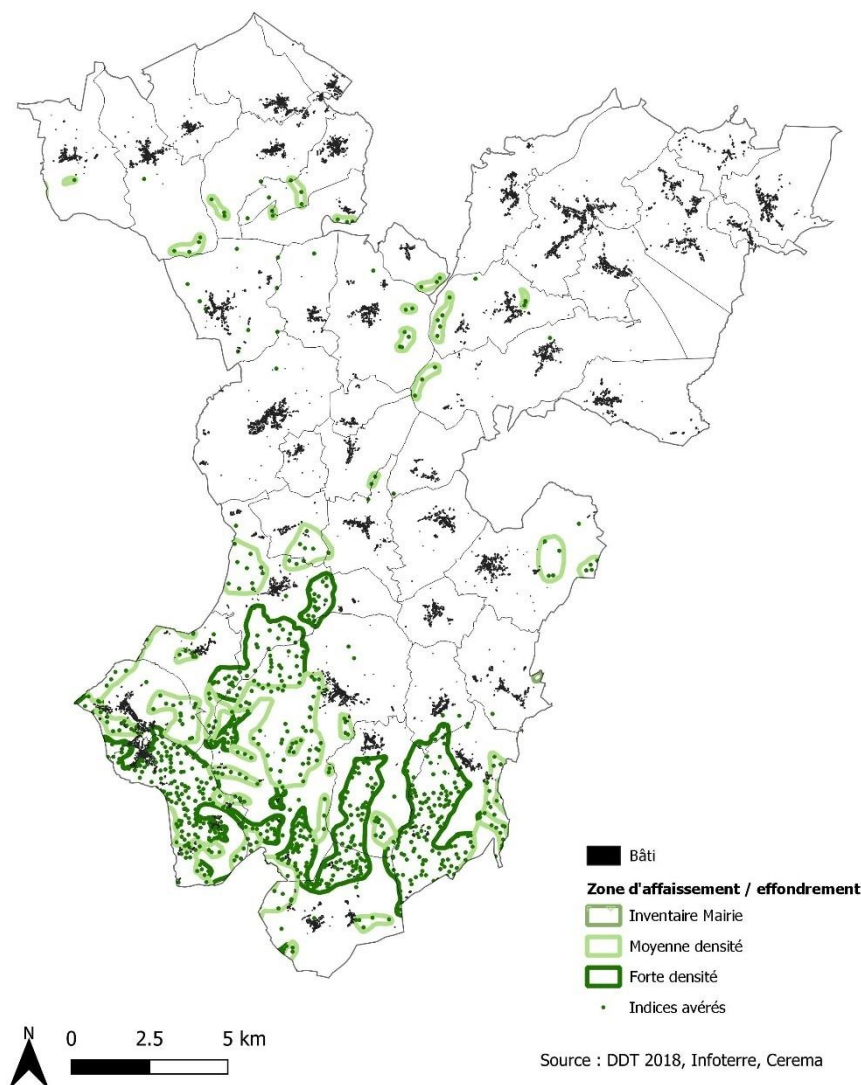 Bâti
Zone d'affaissement / effondrement
Inventaire Mairie
Moyenne densité
Forte densité
Indices avérés
N
0 2.5 5 km
Source : DDT 2018, Infoterre, Cerema